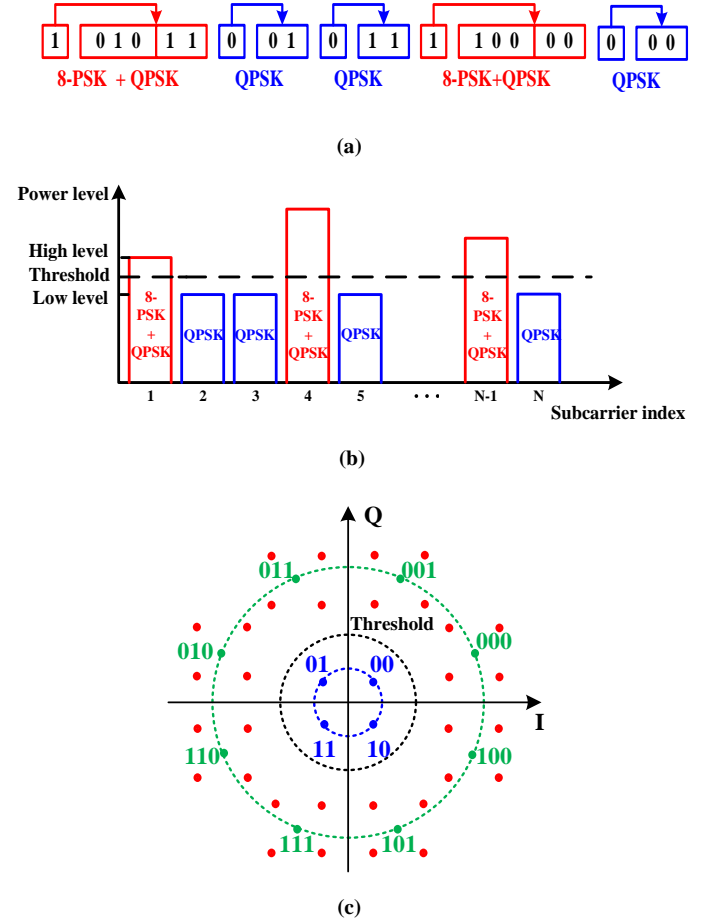 1 0 1 0 1 1 0 0 1 0 1 1 1 1 0 0 0 0 0 0 0
8-PSK + QPSK QPSK QPSK 8-PSK+QPSK QPSK
(a)
Power level
High level
Threshold
Low level
8-
PSK
+
QPSK
QPSK
QPSK
8-
PSK
+
QPSK
QPSK
8-
PSK
+
QPSK
QPSK
1 2 3 4 5 · · · N-1 N
Subcarrier index
(b)
Q
011 001
Threshold
010 01 00 000
I
11 10
110 100
111 101
(c)